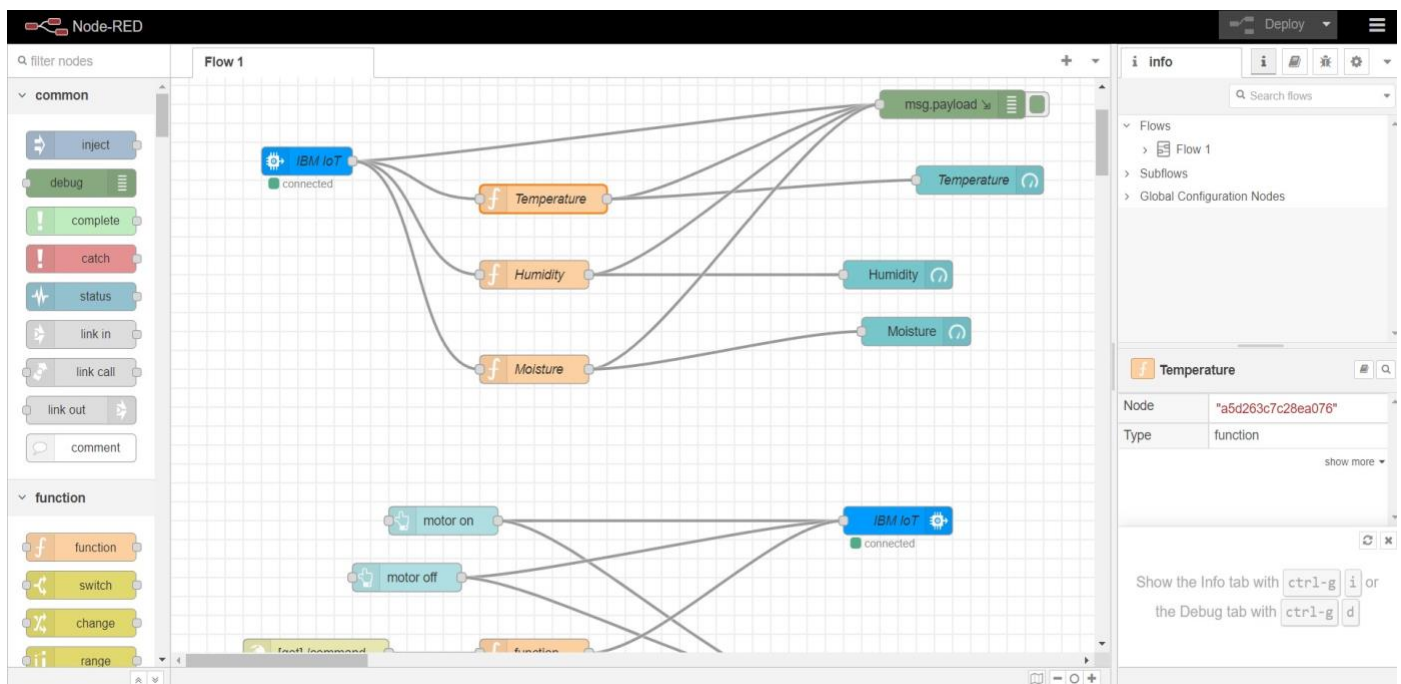 Node-RED
Deploy
filter nodes
common
inject
debug
complete
catch
status
link in
link call
link out
comment
function
function
switch
change
range
Flow 1
IBM IoT
connected
Temperature
Humidity
Moisture
msg.payload
Temperature
Humidity
Moisture
motor on
motor off
IBM IoT
connected
[get] /command
function
info
Search flows
Flows
Flow 1
Subflows
Global Configuration Nodes
Temperature
Node "a5d263c7c28ea076"
Type function
show more
Show the Info tab with ctrl-g i or
the Debug tab with ctrl-g d